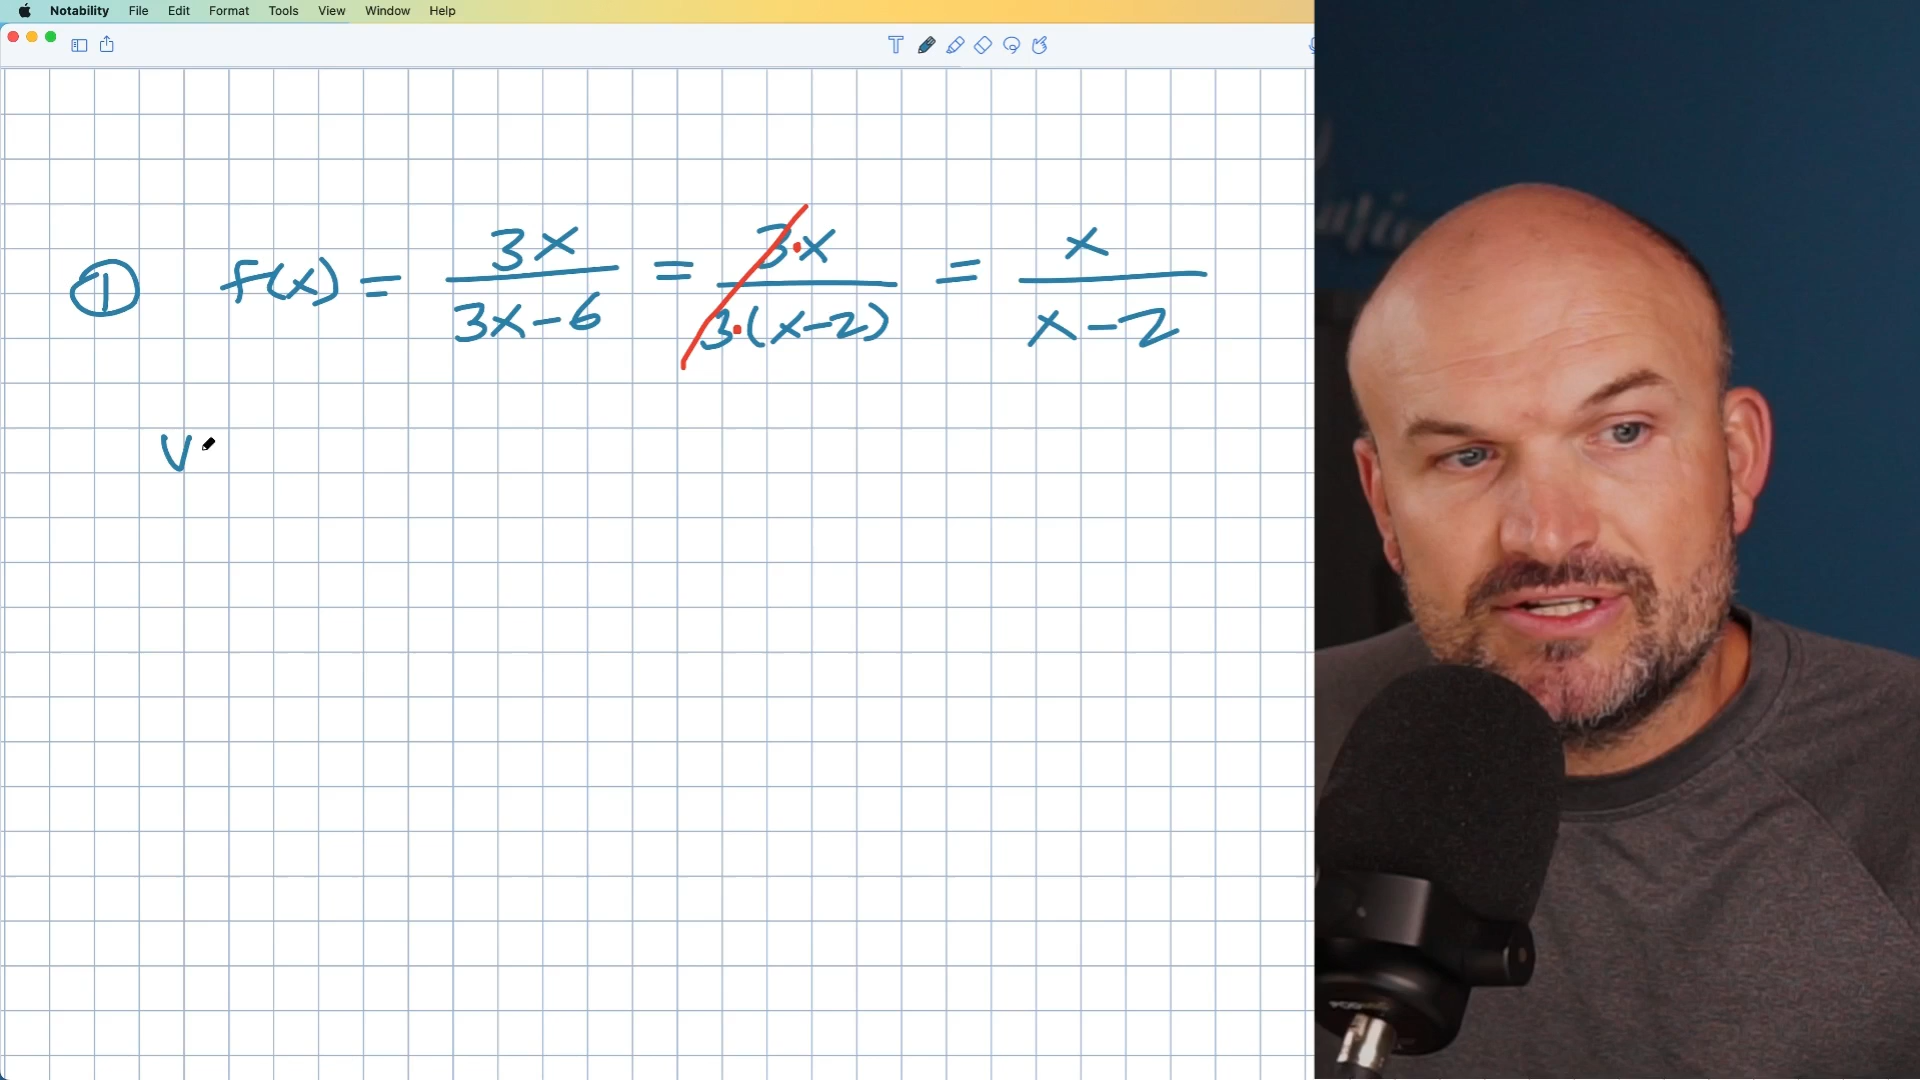 Notability File Edit Format Tools View Window Help
① f(x) = 3x / 3x-6 = 3·x / 3·(x-2) = x / x-2
V